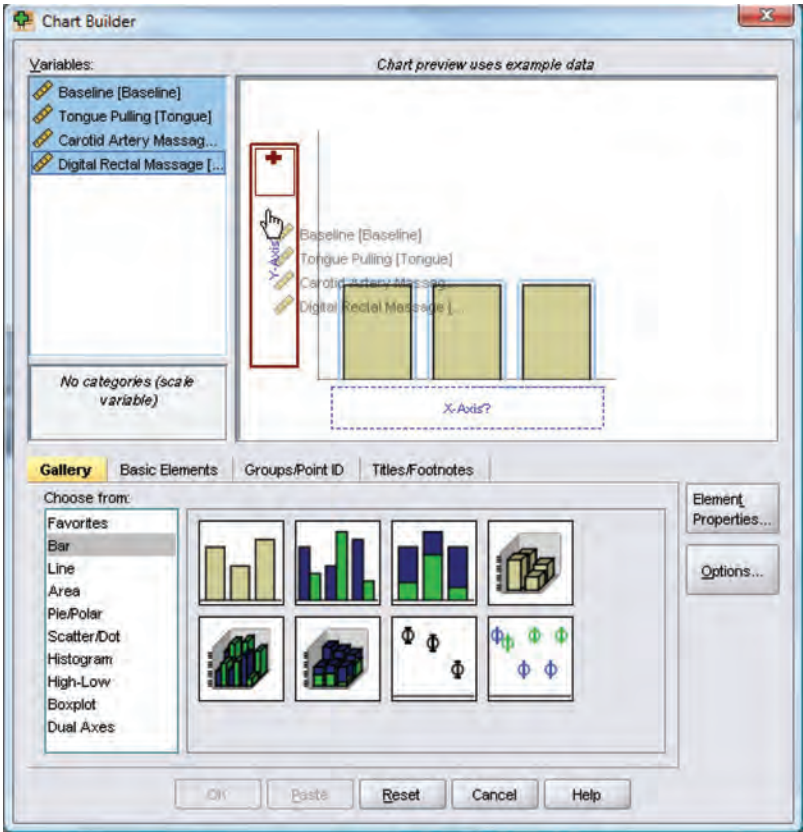 Chart Builder
Variables:
Chart preview uses example data
Baseline [Baseline]
Tongue Pulling [Tongue]
Carotid Artery Massag...
Digital Rectal Massage [...
Y-Axis
Baseline [Baseline]
Tongue Pulling [Tongue]
Carotid Artery Massag...
Digital Rectal Massage [...
X-Axis?
No categories (scale
variable)
Gallery Basic Elements Groups/Point ID Titles/Footnotes
Choose from:
Favorites
Bar
Line
Area
Pie/Polar
Scatter/Dot
Histogram
High-Low
Boxplot
Dual Axes
Element
Properties...
Options...
OK Paste Reset Cancel Help